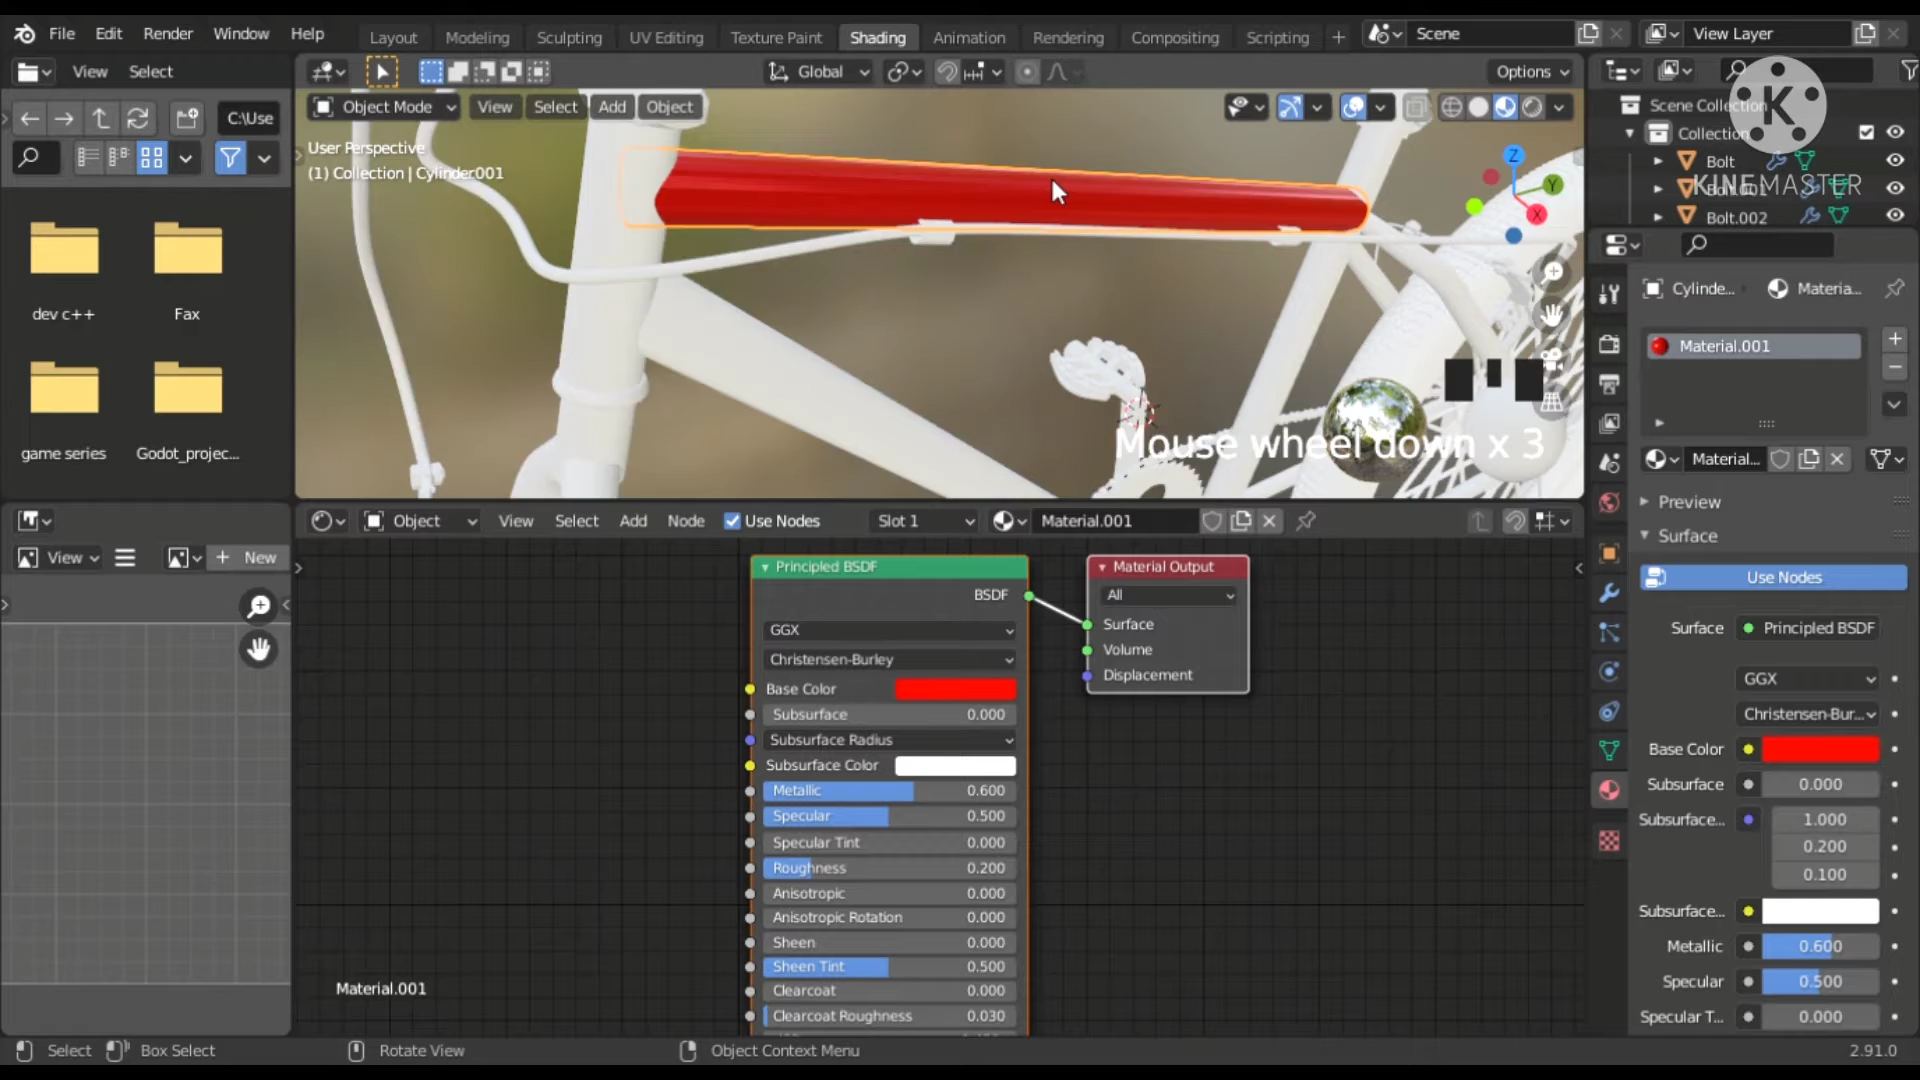 File Edit Render Window Help Layout Modeling Sculpting UV Editing Texture Paint Shading Animation Rendering Compositing Scripting + Scene View Layer
View Select Global Options
Object Mode View Select Add Object
C:\Use
User Perspective
(1) Collection | Cylinder001
dev c++ Fax
game series Godot_projec...
Z
Y
X
Mouse wheel down x 3
Scene Collection
Collection
Bolt
Bolt.001
Bolt.002
K
KINEMASTER
Cylinde... Materia...
Material.001
Material...
Preview
Surface
Use Nodes
Surface Principled BSDF
GGX
Christensen-Bur...
Base Color
Subsurface 0.000
Subsurface... 1.000
0.200
0.100
Subsurface...
Metallic 0.600
Specular 0.500
Specular T... 0.000
View + New
Object View Select Add Node Use Nodes Slot 1 Material.001
Principled BSDF
BSDF
GGX
Christensen-Burley
Base Color
Subsurface 0.000
Subsurface Radius
Subsurface Color
Metallic 0.600
Specular 0.500
Specular Tint 0.000
Roughness 0.200
Anisotropic 0.000
Anisotropic Rotation 0.000
Sheen 0.000
Sheen Tint 0.500
Clearcoat 0.000
Clearcoat Roughness 0.030
Material Output
All
Surface
Volume
Displacement
Material.001
Select Box Select Rotate View Object Context Menu 2.91.0